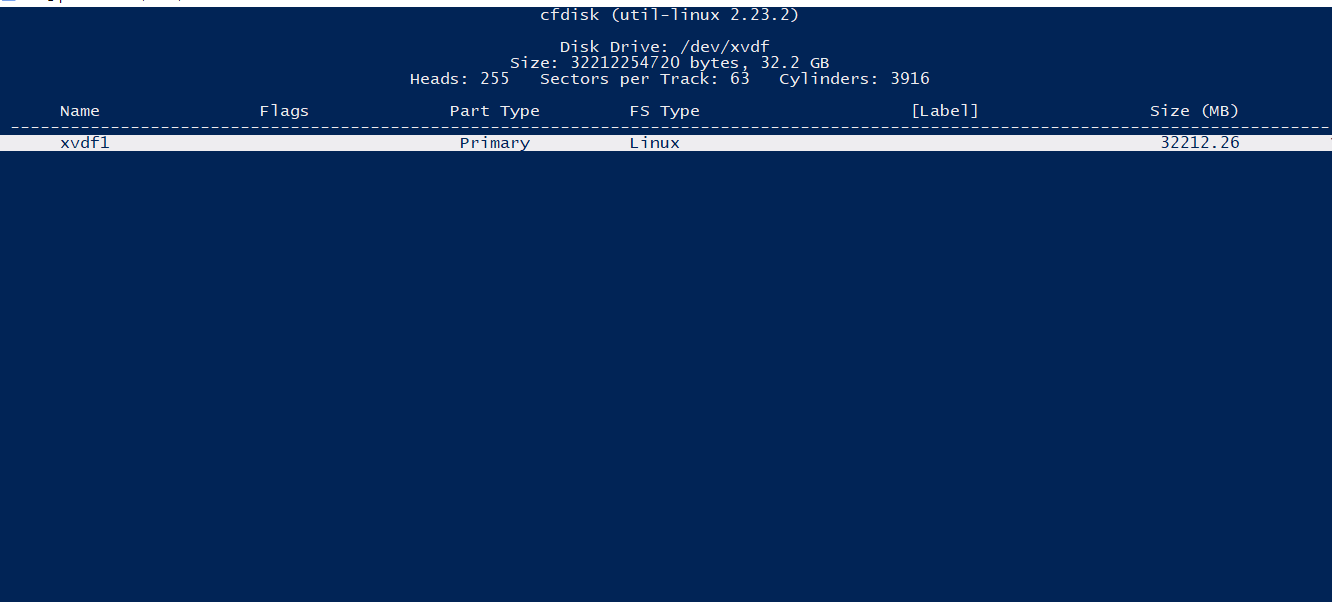 cfdisk (util-linux 2.23.2)
Disk Drive: /dev/xvdf
Size: 32212254720 bytes, 32.2 GB
Heads: 255   Sectors per Track: 63   Cylinders: 3916
Name   Flags   Part Type   FS Type   [Label]   Size (MB)
xvdf1   Primary   Linux   32212.26